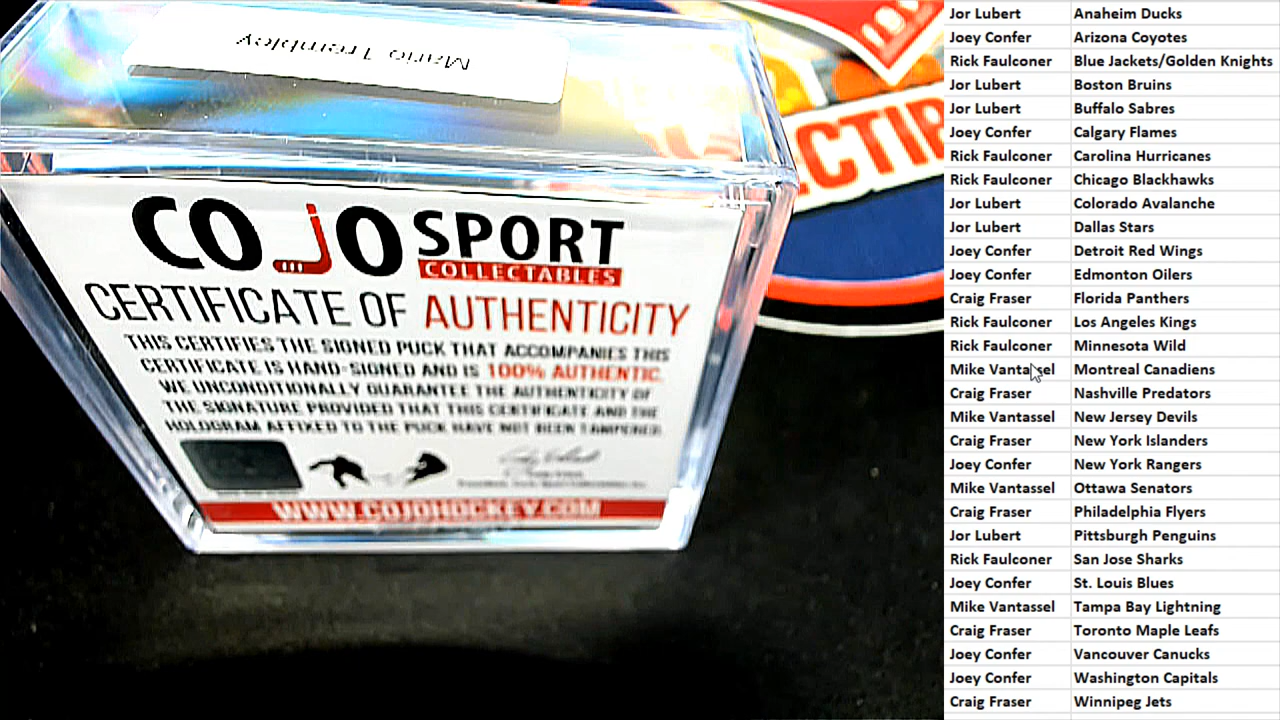 Mario Trembley
COJO SPORT
COLLECTABLES
CERTIFICATE OF AUTHENTICITY
THIS CERTIFIES THE SIGNED PUCK THAT ACCOMPANIES THIS
CERTIFICATE IS HAND-SIGNED AND IS 100% AUTHENTIC.
WE UNCONDITIONALLY GUARANTEE THE AUTHENTICITY OF
THE SIGNATURE PROVIDED THAT THIS CERTIFICATE AND THE
HOLOGRAM AFFIXED TO THE PUCK HAVE NOT BEEN TAMPERED.
WWW.COJOHOCKEY.COM
Jor Lubert Anaheim Ducks
Joey Confer Arizona Coyotes
Rick Faulconer Blue Jackets/Golden Knights
Jor Lubert Boston Bruins
Jor Lubert Buffalo Sabres
Joey Confer Calgary Flames
Rick Faulconer Carolina Hurricanes
Rick Faulconer Chicago Blackhawks
Jor Lubert Colorado Avalanche
Jor Lubert Dallas Stars
Joey Confer Detroit Red Wings
Joey Confer Edmonton Oilers
Craig Fraser Florida Panthers
Rick Faulconer Los Angeles Kings
Rick Faulconer Minnesota Wild
Mike Vantassel Montreal Canadiens
Craig Fraser Nashville Predators
Mike Vantassel New Jersey Devils
Craig Fraser New York Islanders
Joey Confer New York Rangers
Mike Vantassel Ottawa Senators
Craig Fraser Philadelphia Flyers
Jor Lubert Pittsburgh Penguins
Rick Faulconer San Jose Sharks
Joey Confer St. Louis Blues
Mike Vantassel Tampa Bay Lightning
Craig Fraser Toronto Maple Leafs
Joey Confer Vancouver Canucks
Joey Confer Washington Capitals
Craig Fraser Winnipeg Jets